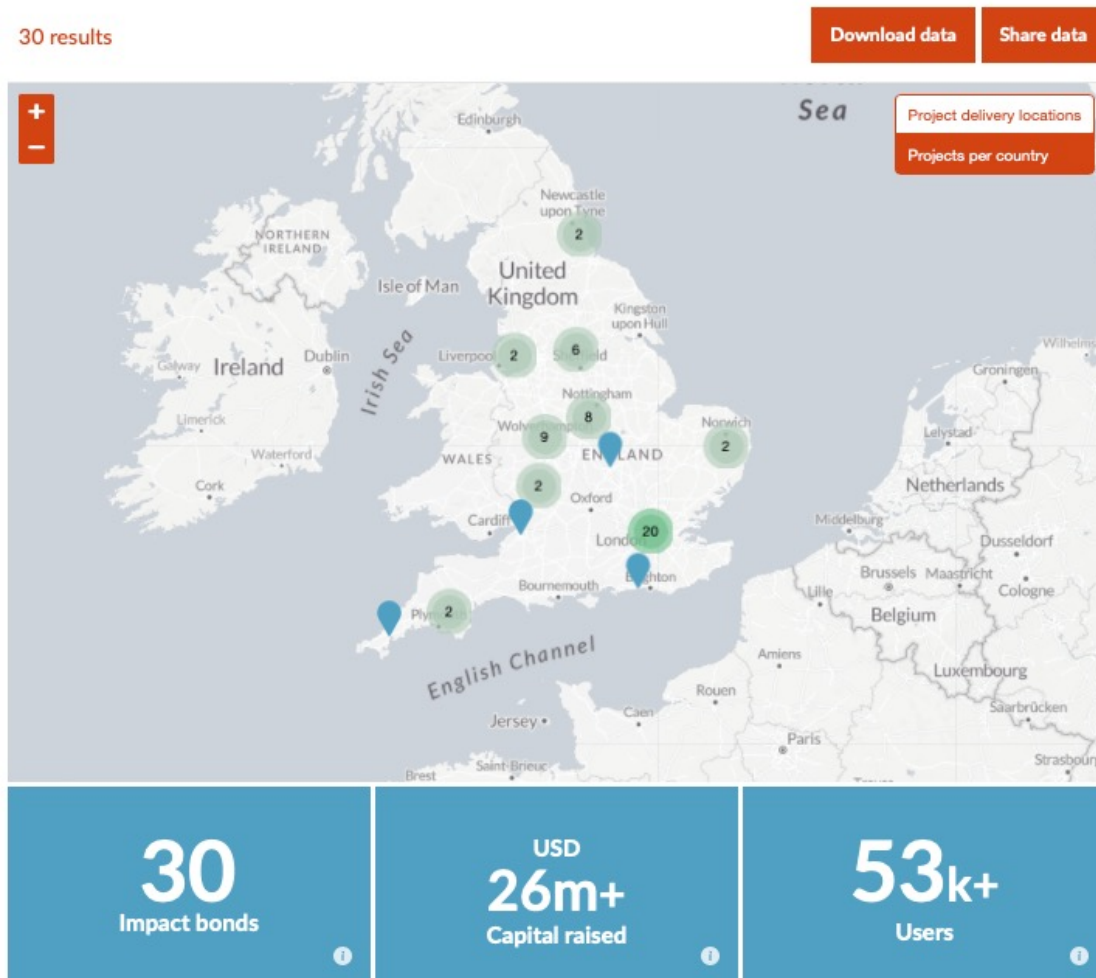 30 results
Download data
Share data
+
−
Sea
Project delivery locations
Projects per country
Edinburgh
Newcastle
upon Tyne
2
NORTHERN
IRELAND
United
Kingdom
Isle of Man
Kingston
upon Hull
Irish Sea
Liverpool
2
6
Dublin
Galway
Ireland
Wilhelms
Groningen
Nottingham
8
Limerick
9
Norwich
2
Lelystad
Waterford
WALES
Cork
2
Oxford
Netherlands
Cardiff
20
London
Middelburg
Dusseldorf
Brussels
Maastricht
Cologne
Bournemouth
Lille
Belgium
2
English Channel
Amiens
Luxembourg
Rouen
Jersey
Caen
Saarbrücken
Paris
Brest
Saint-Brieuc
Strasbourg
30
Impact bonds
i
USD
26m+
Capital raised
i
53k+
Users
i